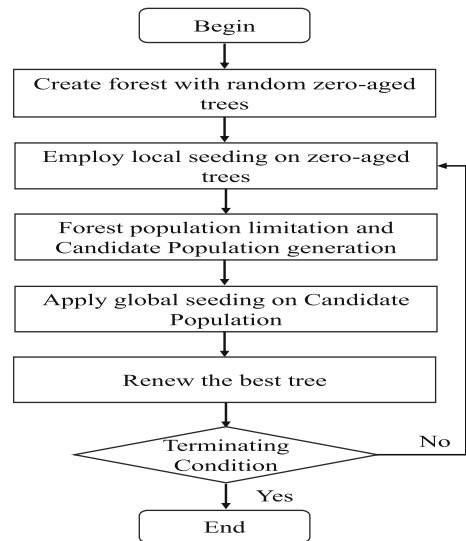 Begin
Create forest with random zero-aged
trees
Employ local seeding on zero-aged
trees
Forest population limitation and
Candidate Population generation
Apply global seeding on Candidate
Population
Renew the best tree
Terminating
Condition
No
Yes
End